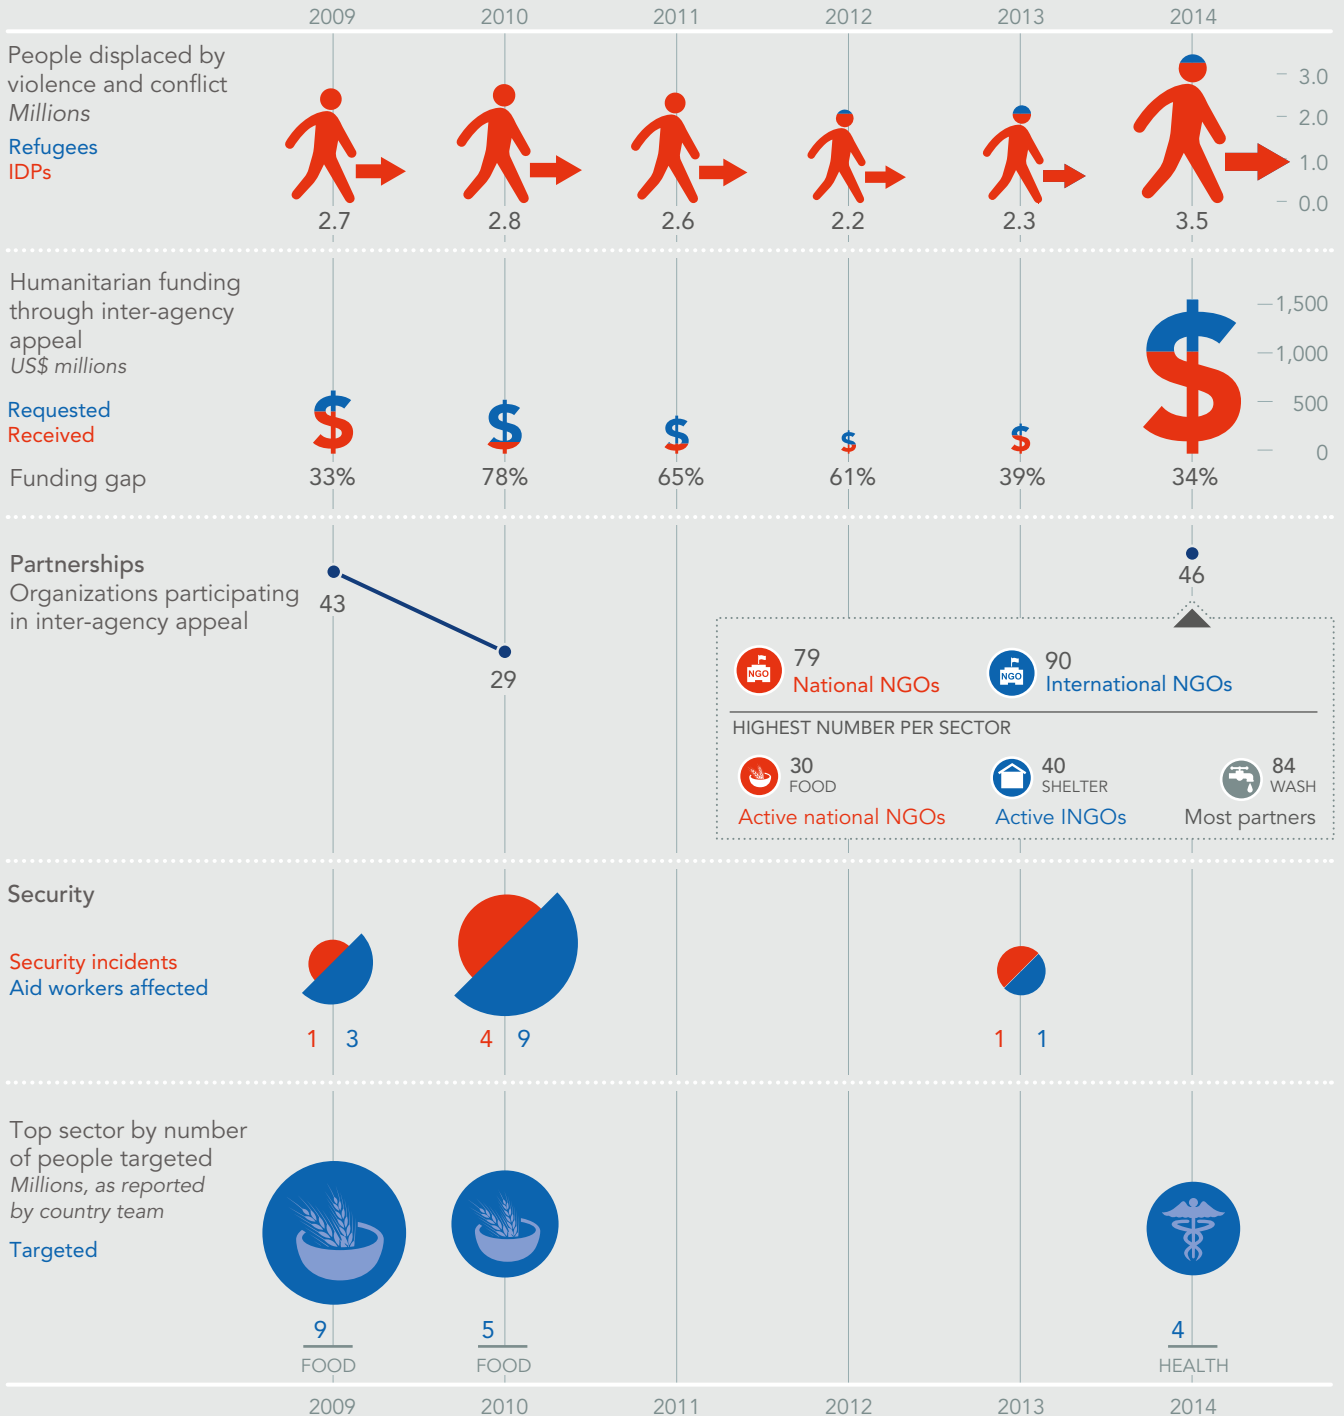 2009 2010 2011 2012 2013 2014
People displaced by
violence and conflict
Millions
Refugees
IDPs
3.0
2.0
1.0
0.0
2.7 2.8 2.6 2.2 2.3 3.5
Humanitarian funding
through inter-agency
appeal
US$ millions
Requested
Received
1,500
1,000
500
0
$ $ $ $ $ $
Funding gap 33% 78% 65% 61% 39% 34%
Partnerships
Organizations participating
in inter-agency appeal
43
29
46
NGO 79
National NGOs
NGO 90
International NGOs
HIGHEST NUMBER PER SECTOR
30
FOOD
Active national NGOs
40
SHELTER
Active INGOs
84
WASH
Most partners
Security
Security incidents
Aid workers affected
1 3 4 9 1 1
Top sector by number
of people targeted
Millions, as reported
by country team
Targeted
9 5 4
FOOD FOOD HEALTH
2009 2010 2011 2012 2013 2014